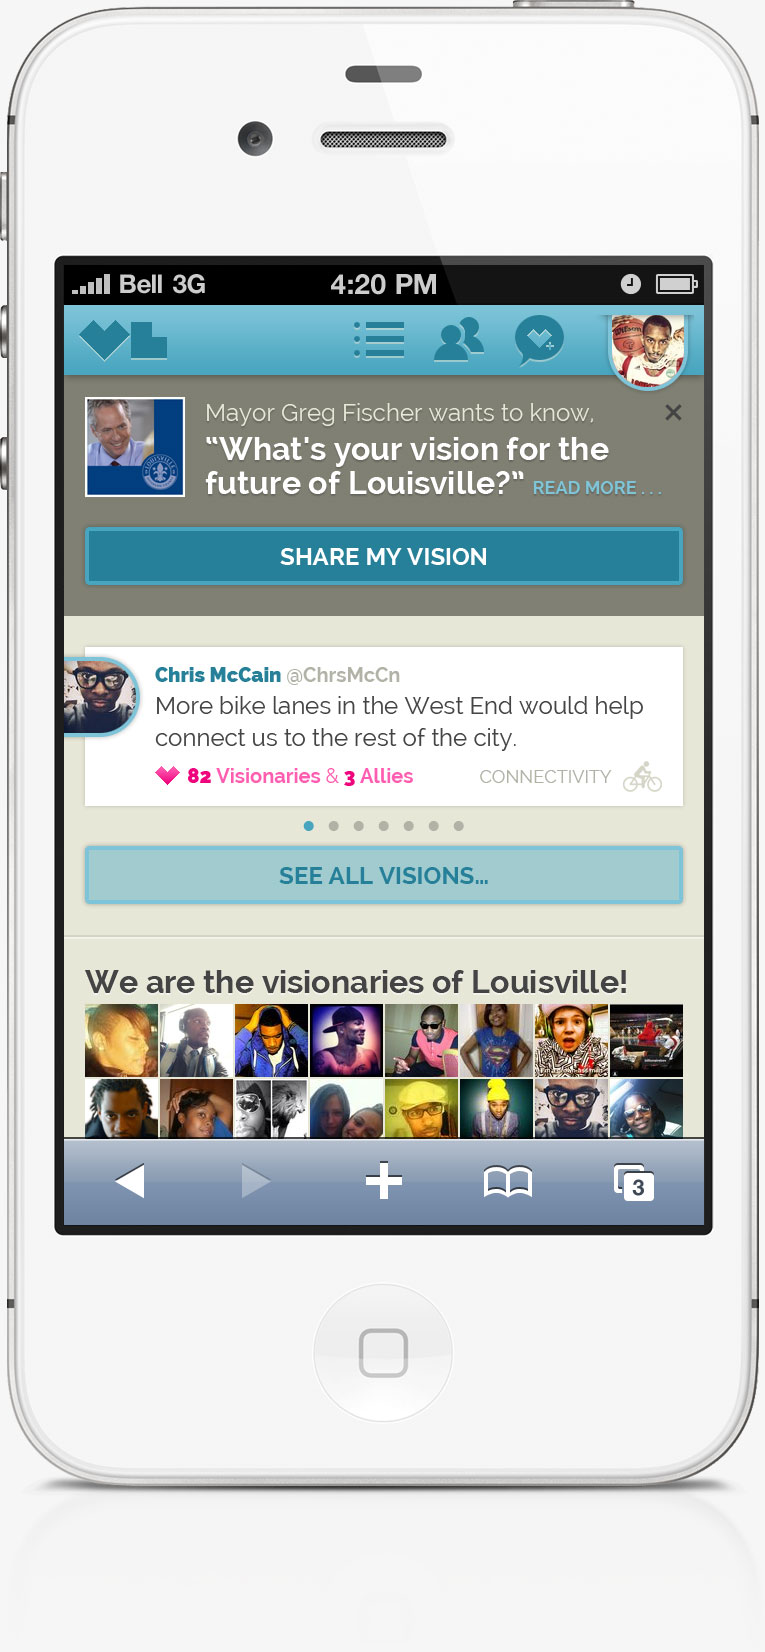 Bell 3G
4:20 PM
Mayor Greg Fischer wants to know,
“What's your vision for the
future of Louisville?” READ MORE . . .
LOUISVILLE
SHARE MY VISION
Chris McCain @ChrsMcCn
More bike lanes in the West End would help
connect us to the rest of the city.
82 Visionaries & 3 Allies
CONNECTIVITY
SEE ALL VISIONS...
We are the visionaries of Louisville!
3